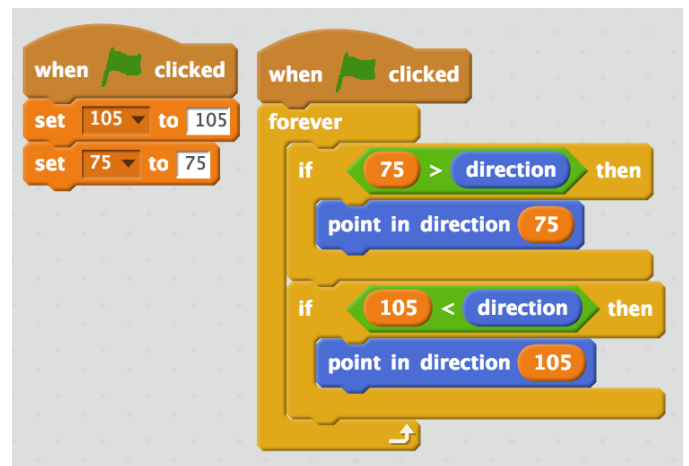 when clicked
set 105 to 105
set 75 to 75
when clicked
forever
if 75 > direction then
point in direction 75
if 105 < direction then
point in direction 105